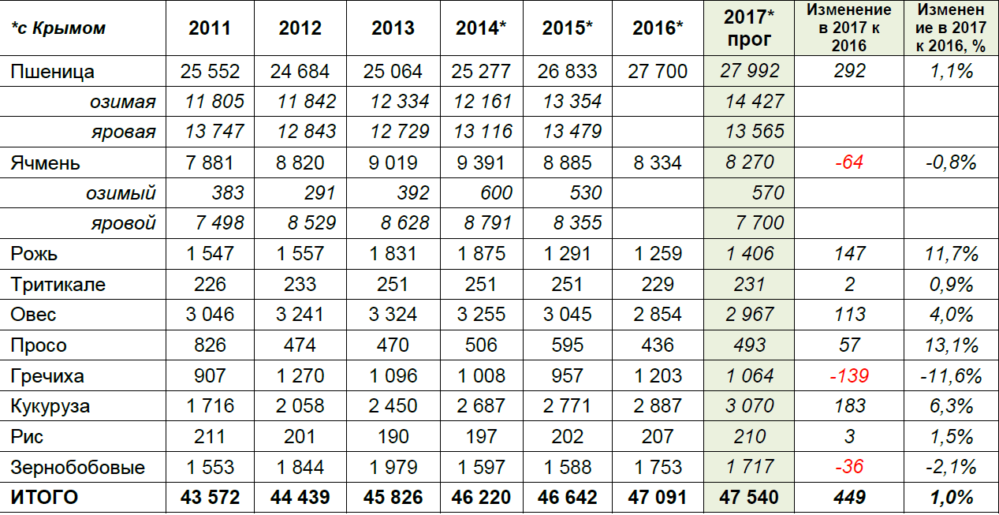 *с Крымом 2011 2012 2013 2014* 2015* 2016* 2017* прог Изменение в 2017 к 2016 Изменен ие в 2017 к 2016, %
Пшеница 25 552 24 684 25 064 25 277 26 833 27 700 27 992 292 1,1%
озимая 11 805 11 842 12 334 12 161 13 354 14 427
яровая 13 747 12 843 12 729 13 116 13 479 13 565
Ячмень 7 881 8 820 9 019 9 391 8 885 8 334 8 270 -64 -0,8%
озимый 383 291 392 600 530 570
яровой 7 498 8 529 8 628 8 791 8 355 7 700
Рожь 1 547 1 557 1 831 1 875 1 291 1 259 1 406 147 11,7%
Тритикале 226 233 251 251 251 229 231 2 0,9%
Овес 3 046 3 241 3 324 3 255 3 045 2 854 2 967 113 4,0%
Просо 826 474 470 506 595 436 493 57 13,1%
Гречиха 907 1 270 1 096 1 008 957 1 203 1 064 -139 -11,6%
Кукуруза 1 716 2 058 2 450 2 687 2 771 2 887 3 070 183 6,3%
Рис 211 201 190 197 202 207 210 3 1,5%
Зернобобовые 1 553 1 844 1 979 1 597 1 588 1 753 1 717 -36 -2,1%
ИТОГО 43 572 44 439 45 826 46 220 46 642 47 091 47 540 449 1,0%